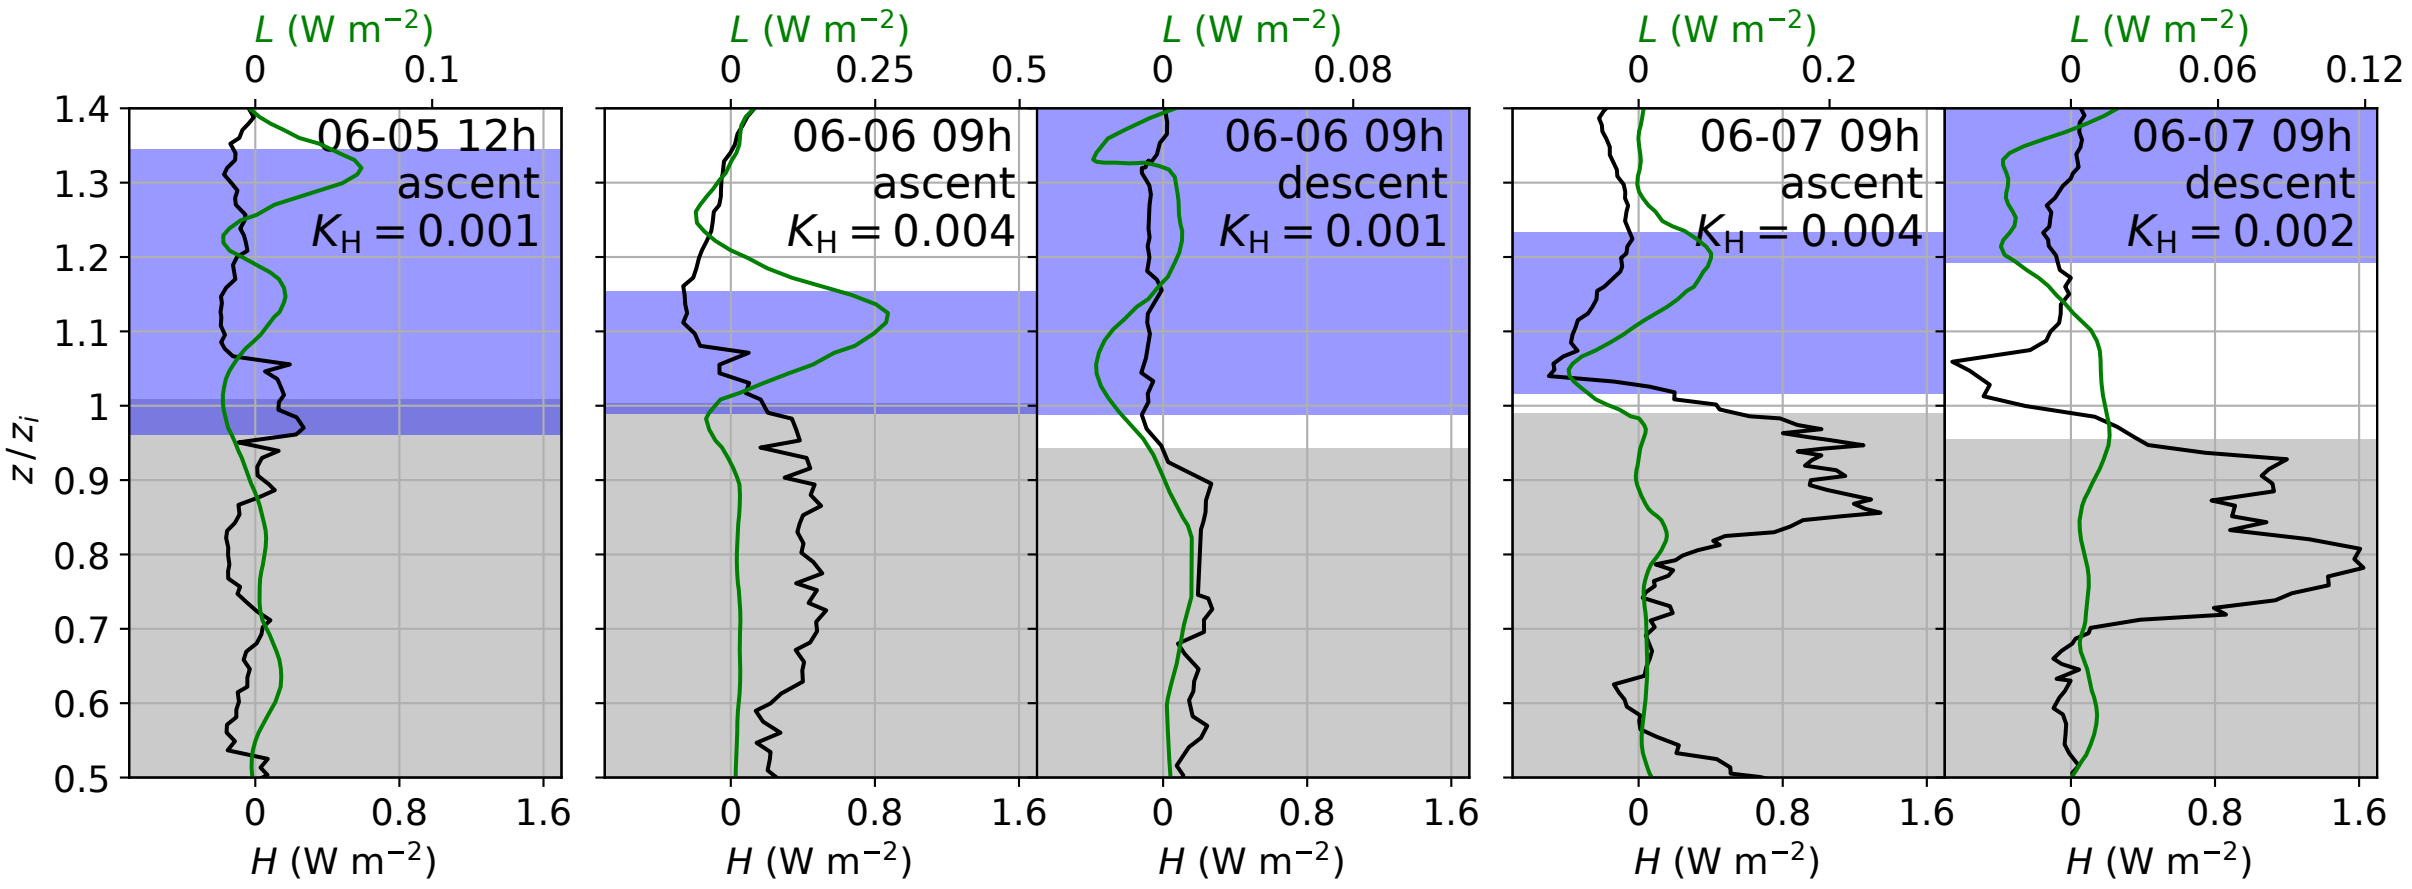 L (W m⁻²) L (W m⁻²) L (W m⁻²) L (W m⁻²) L (W m⁻²)
0 0.1 0 0.25 0.5 0 0.08 0 0.2 0 0.06 0.12
1.4
1.3
1.2
1.1
1
0.9
0.8
0.7
0.6
0.5
z/zᵢ
06-05 12h
ascent
K_H = 0.001
06-06 09h
ascent
K_H = 0.004
06-06 09h
descent
K_H = 0.001
06-07 09h
ascent
K_H = 0.004
06-07 09h
descent
K_H = 0.002
0 0.8 1.6 0 0.8 1.6 0 0.8 1.6 0 0.8 1.6 0 0.8 1.6
H (W m⁻²) H (W m⁻²) H (W m⁻²) H (W m⁻²) H (W m⁻²)